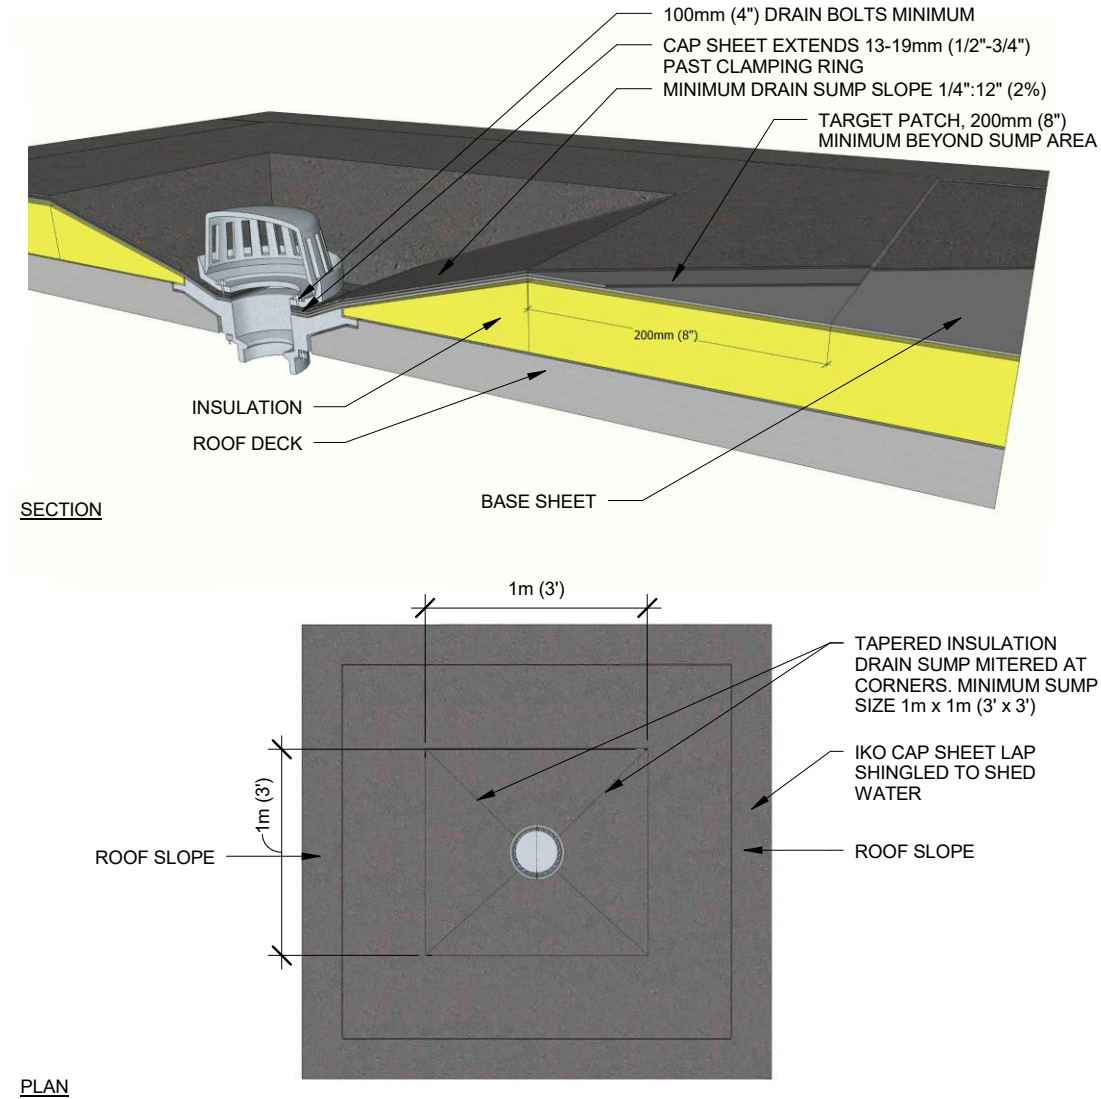 100mm (4") DRAIN BOLTS MINIMUM
CAP SHEET EXTENDS 13-19mm (1/2"-3/4")
PAST CLAMPING RING
MINIMUM DRAIN SUMP SLOPE 1/4":12" (2%)
TARGET PATCH, 200mm (8")
MINIMUM BEYOND SUMP AREA
200mm (8")
INSULATION
ROOF DECK
BASE SHEET
SECTION
1m (3')
TAPERED INSULATION
DRAIN SUMP MITERED AT
CORNERS. MINIMUM SUMP
SIZE 1m x 1m (3' x 3')
IKO CAP SHEET LAP
SHINGLED TO SHED
WATER
1m (3')
ROOF SLOPE
ROOF SLOPE
PLAN